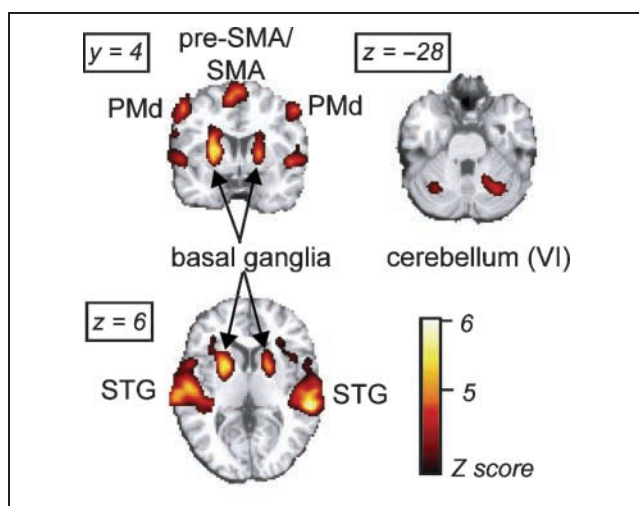 y = 4
pre-SMA/
SMA
z = –28
PMd
PMd
basal ganglia
cerebellum (VI)
z = 6
STG
STG
6
5
Z score